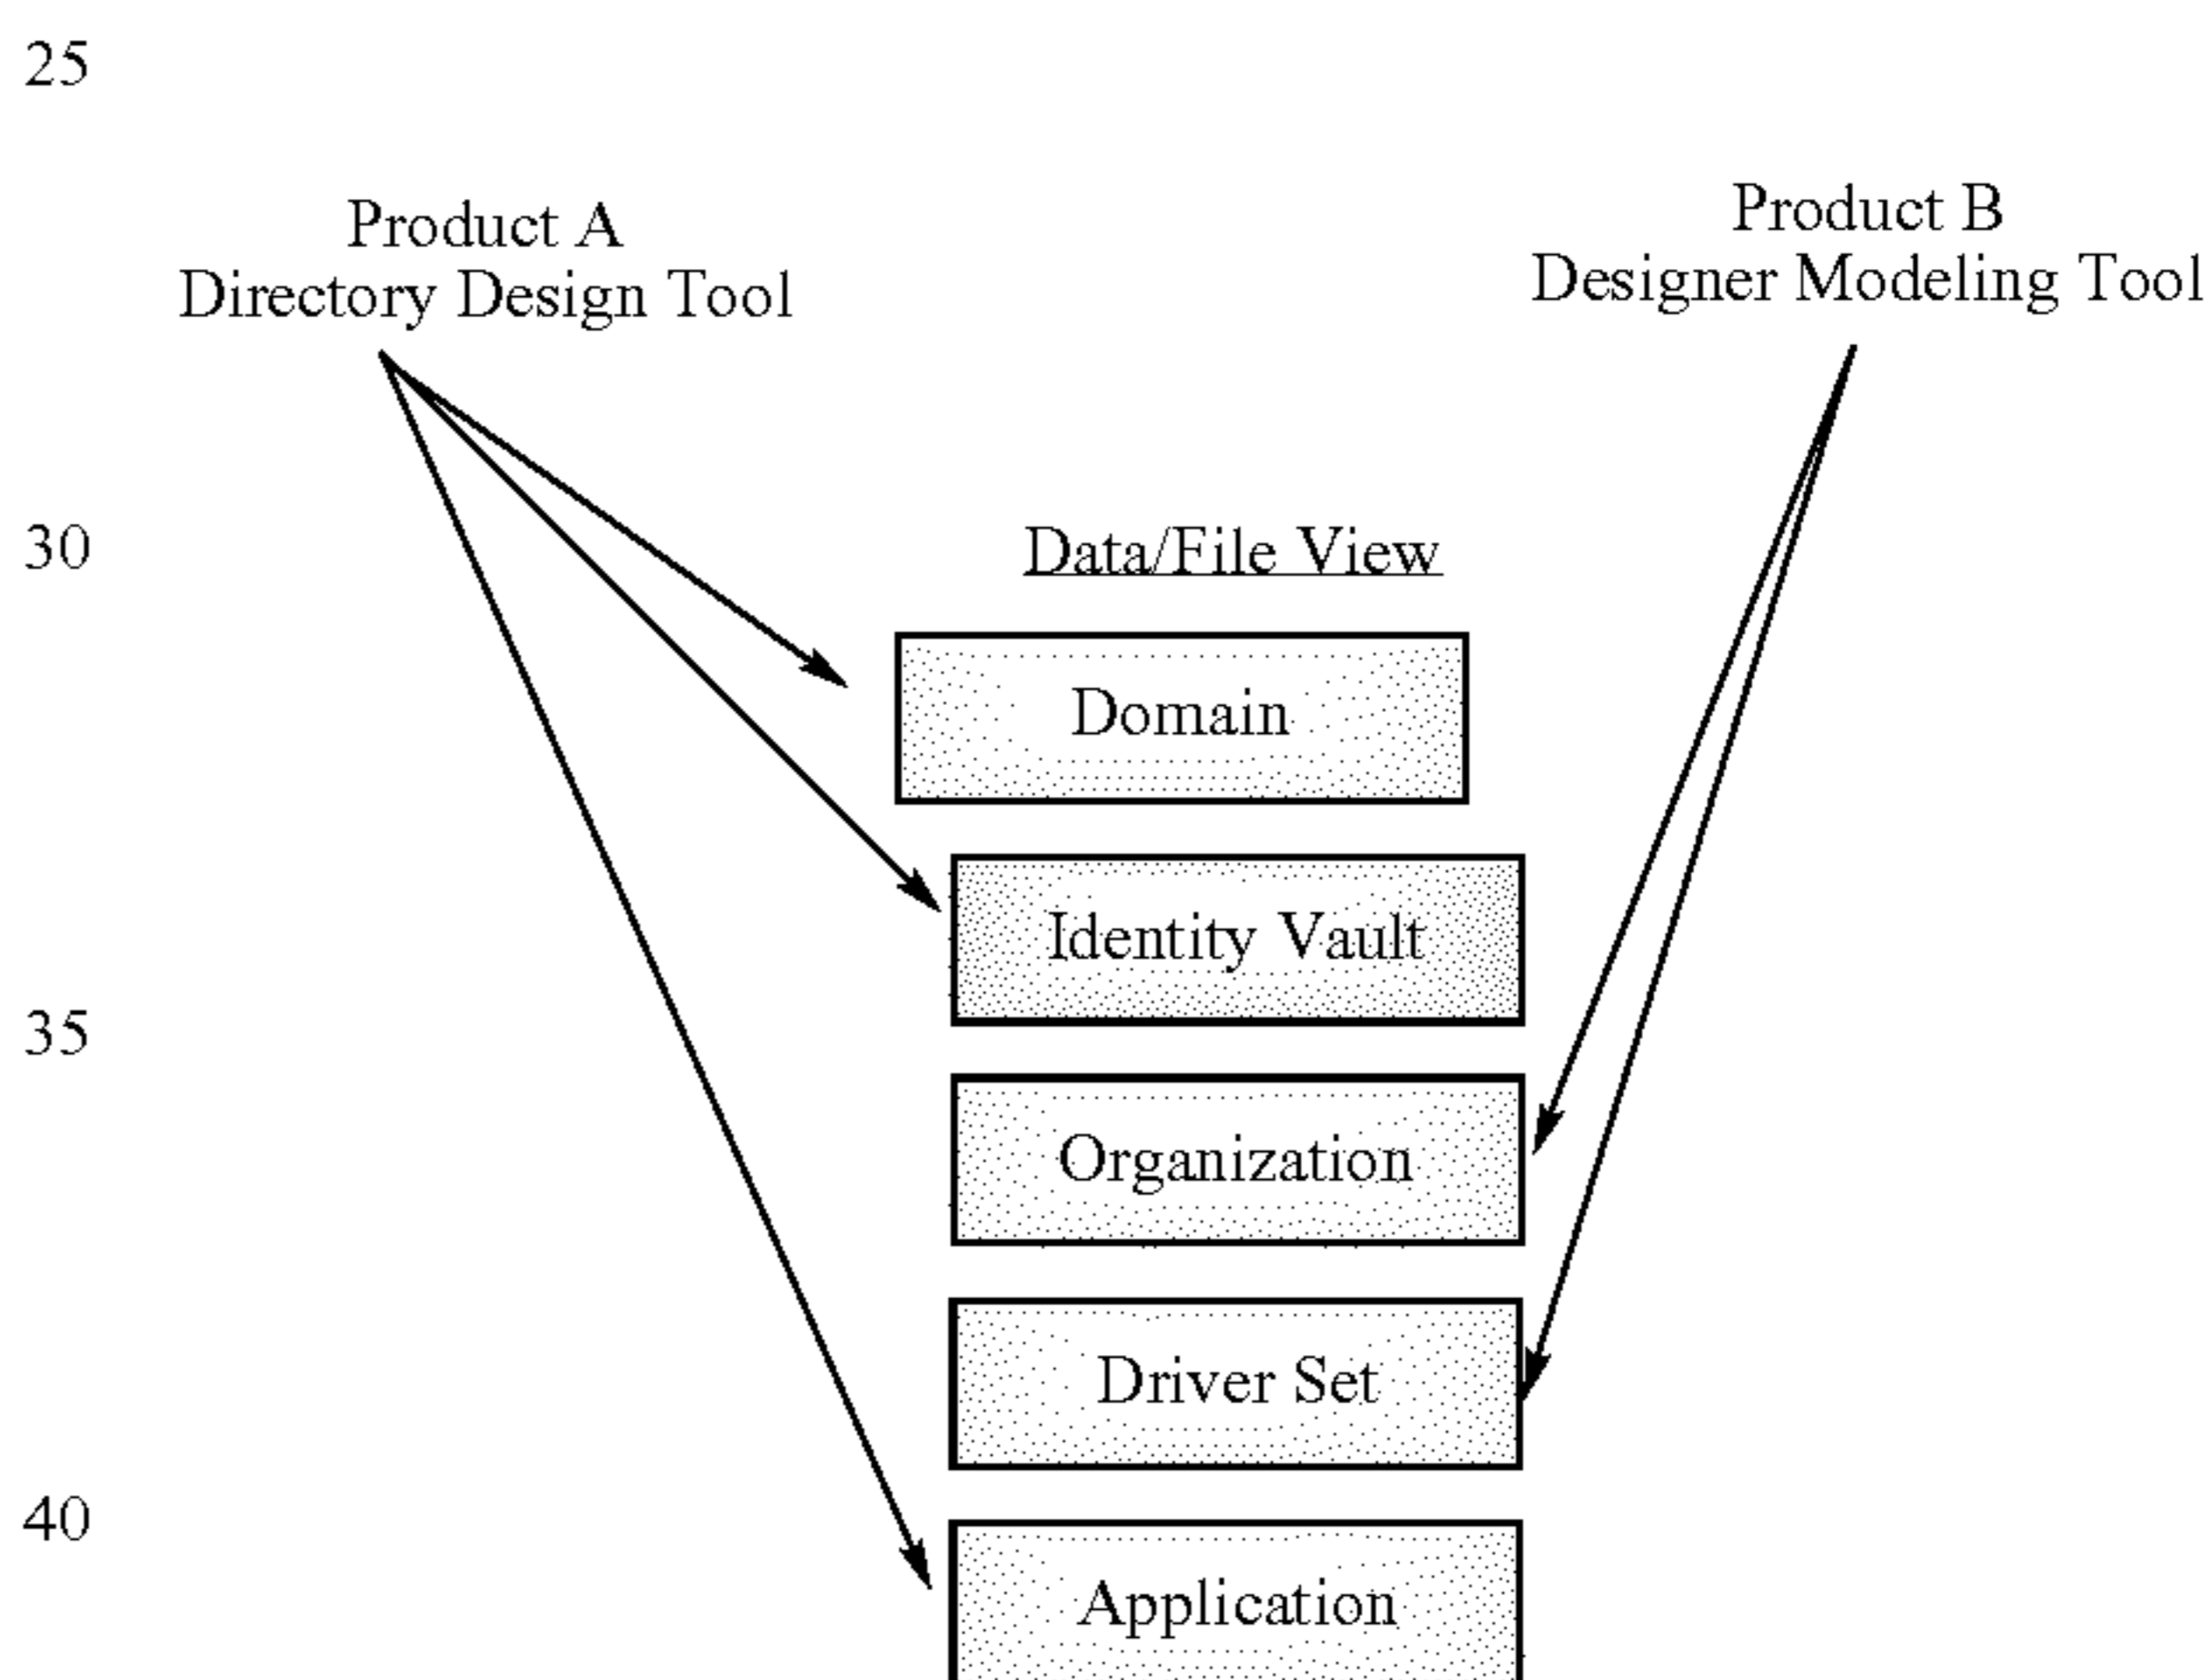 25
Product A
Directory Design Tool
Product B
Designer Modeling Tool
30
Data/File View
Domain
Identity Vault
35
Organization
Driver Set
40
Application